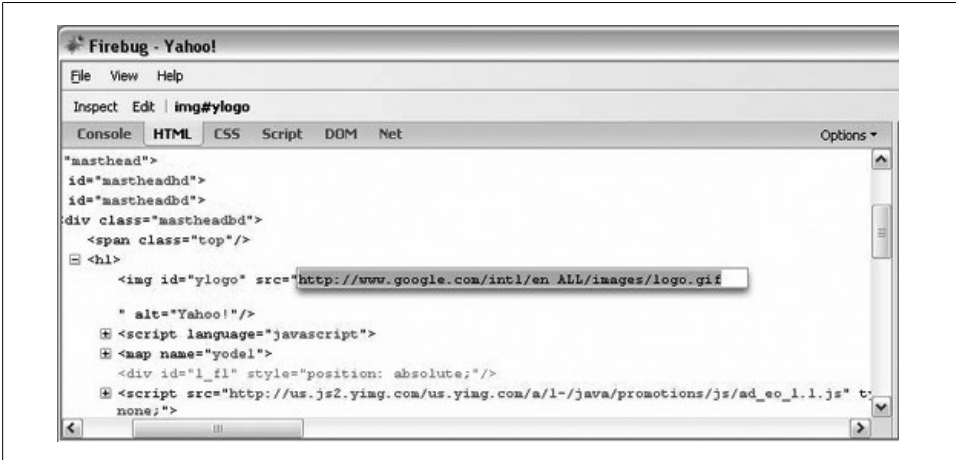 Firebug - Yahoo!
File View Help
Inspect Edit | img#ylogo
Console HTML CSS Script DOM Net Options
"masthead">
id="mastheadhd">
id="mastheadbd">
div class="mastheadbd">
<span class="top"/>
<h1>
<img id="ylogo" src="http://www.google.com/intl/en_ALL/images/logo.gif
" alt="Yahoo!"/>
<script language="javascript">
<map name="yodel">
<div id="l_fl" style="position: absolute;"/>
<script src="http://us.js2.yimg.com/us.yimg.com/a/1-/java/promotions/js/ad_eo_1.1.js" t
none;">